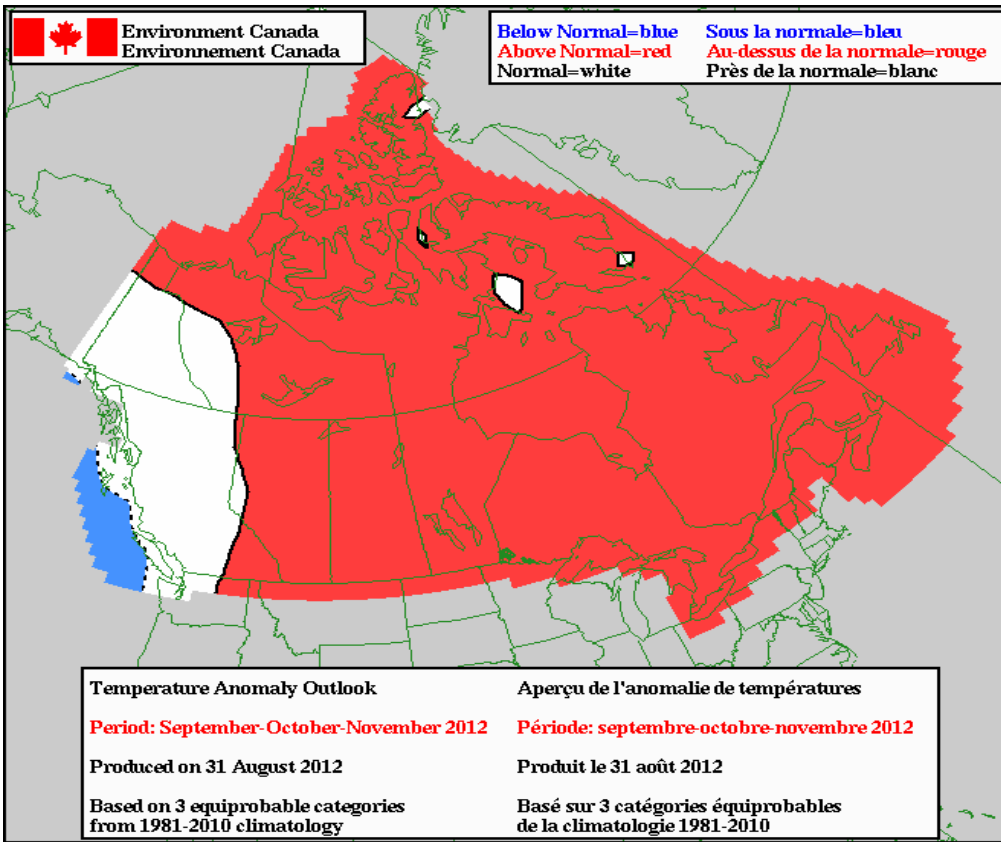 Environment Canada
Environnement Canada
Below Normal=blue Sous la normale=bleu
Above Normal=red Au-dessus de la normale=rouge
Normal=white Près de la normale=blanc
Temperature Anomaly Outlook Aperçu de l'anomalie de températures
Period: September-October-November 2012 Période: septembre-octobre-novembre 2012
Produced on 31 August 2012 Produit le 31 août 2012
Based on 3 equiprobable categories Basé sur 3 catégories équiprobables
from 1981-2010 climatology de la climatologie 1981-2010